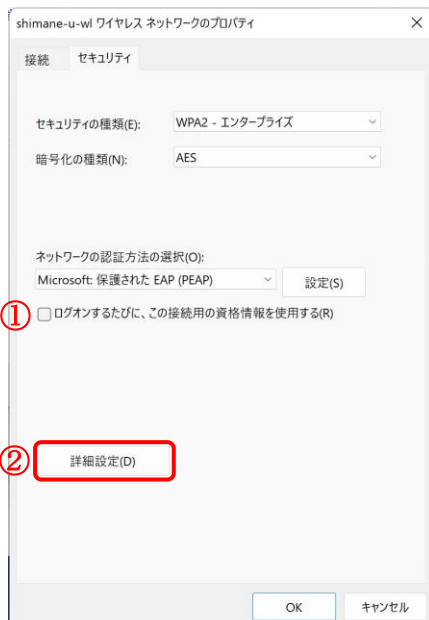 shimane-u-wl ワイヤレス ネットワークのプロパティ
接続 セキュリティ
セキュリティの種類(E): WPA2 - エンタープライズ
暗号化の種類(N): AES
ネットワークの認証方法の選択(O):
Microsoft: 保護された EAP (PEAP) 設定(S)
① ログオンするたびに、この接続用の資格情報を使用する(R)
② 詳細設定(D)
OK キャンセル